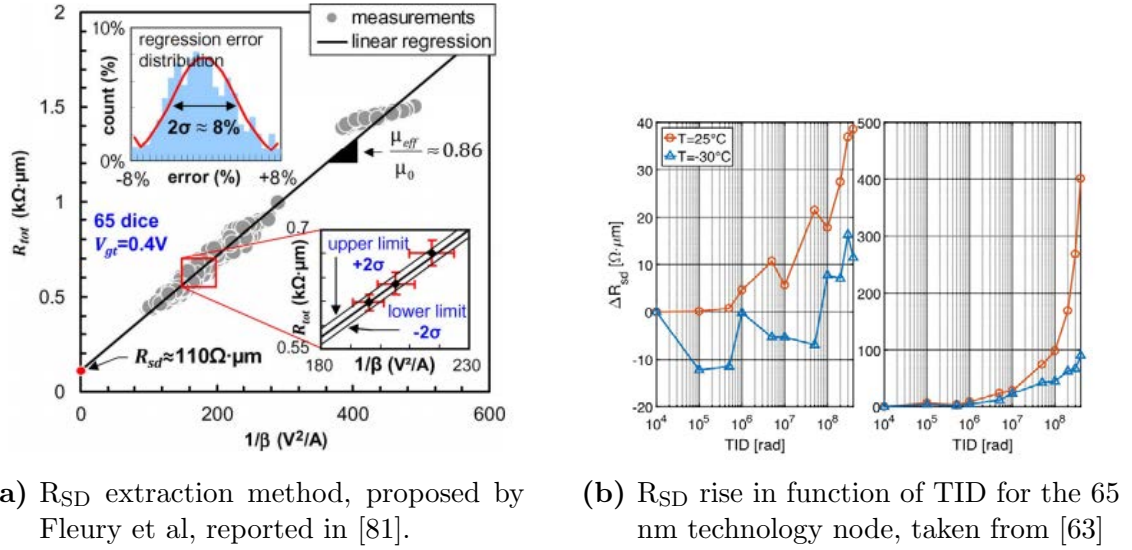 2
1.5
1
0.5
0
R_tot (kΩ·µm)
0
200
400
600
1/β (V²/A)
measurements
linear regression
10%
0%
count (%)
regression error
distribution
2σ ≈ 8%
-8%
error (%)
+8%
μ_eff
μ_0
≈ 0.86
65 dice
V_gt=0.4V
R_sd≈110Ω·µm
0.7
0.55
R_tot (kΩ·µm)
upper limit
+2σ
lower limit
-2σ
180
1/β (V²/A)
230
T=25°C
T=-30°C
40
30
20
10
0
-10
-20
ΔR_sd [Ω·µm]
10⁴
10⁵
10⁶
10⁷
10⁸
TID [rad]
500
400
300
200
100
0
10⁴
10⁵
10⁶
10⁷
10⁸
TID [rad]
a) R_SD extraction method, proposed by
Fleury et al, reported in [81].
(b) R_SD rise in function of TID for the 65
nm technology node, taken from [63]